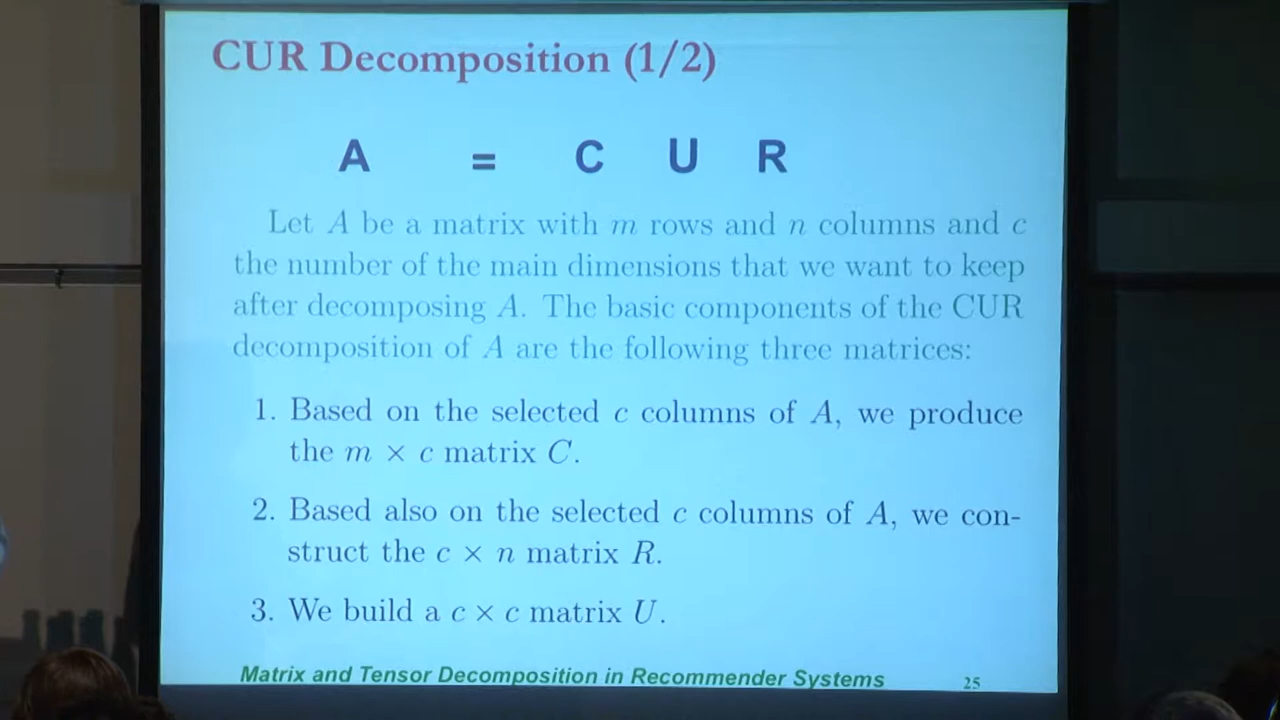 CUR Decomposition (1/2)
A = C U R
Let A be a matrix with m rows and n columns and c
the number of the main dimensions that we want to keep
after decomposing A. The basic components of the CUR
decomposition of A are the following three matrices:
1. Based on the selected c columns of A, we produce
the m × c matrix C.
2. Based also on the selected c columns of A, we con-
struct the c × n matrix R.
3. We build a c × c matrix U.
Matrix and Tensor Decomposition in Recommender Systems 25